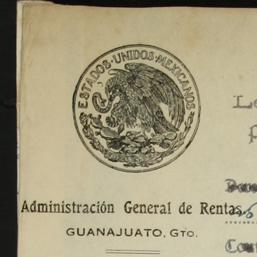 ESTADOS·UNIDOS·MEXICANOS
Administración General de Rentas
GUANAJUATO, GTO.